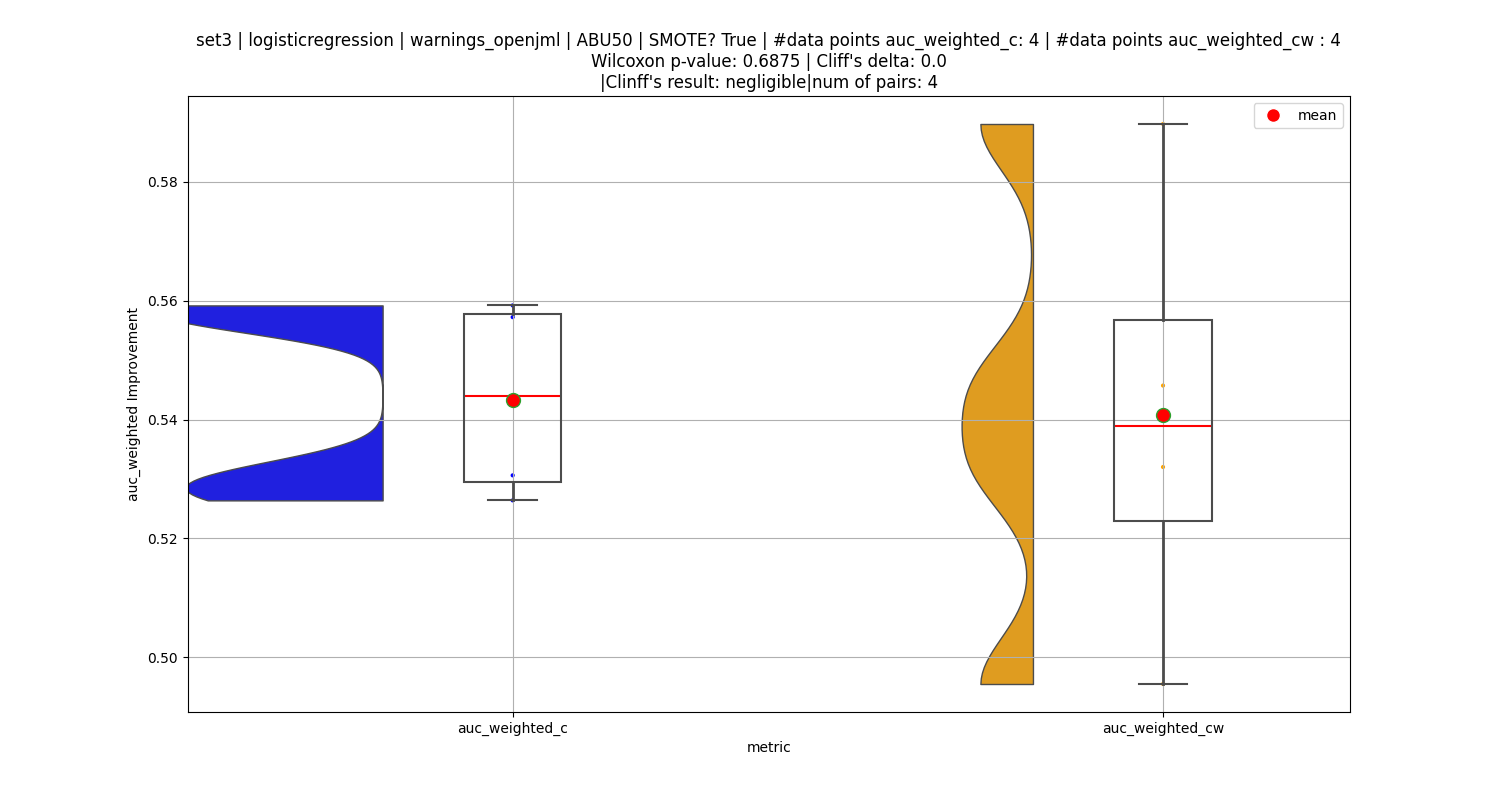 set3 | logisticregression | warnings_openjml | ABU50 | SMOTE? True | #data points auc_weighted_c: 4 | #data points auc_weighted_cw : 4
Wilcoxon p-value: 0.6875 | Cliff's delta: 0.0
|Clinff's result: negligible|num of pairs: 4
mean
0.58
0.56
0.54
0.52
0.50
auc_weighted Improvement
auc_weighted_c
auc_weighted_cw
metric